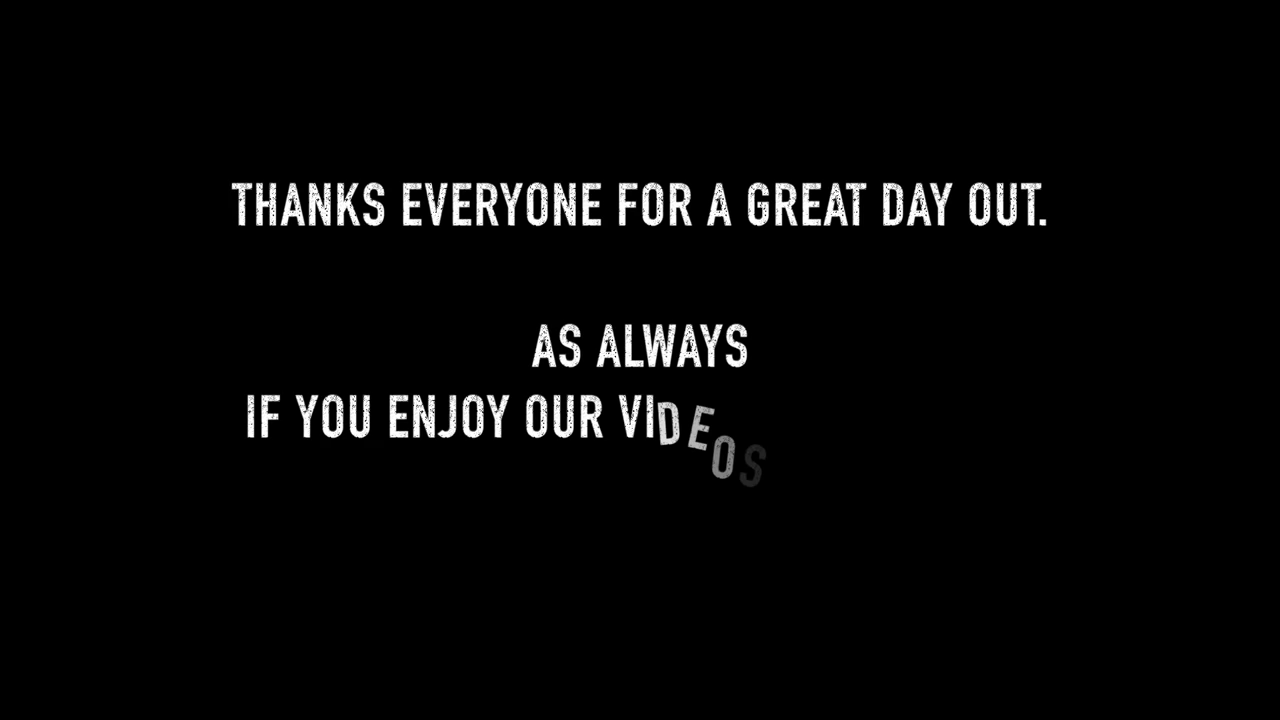 THANKS EVERYONE FOR A GREAT DAY OUT.
AS ALWAYS
IF YOU ENJOY OUR VIDEOS